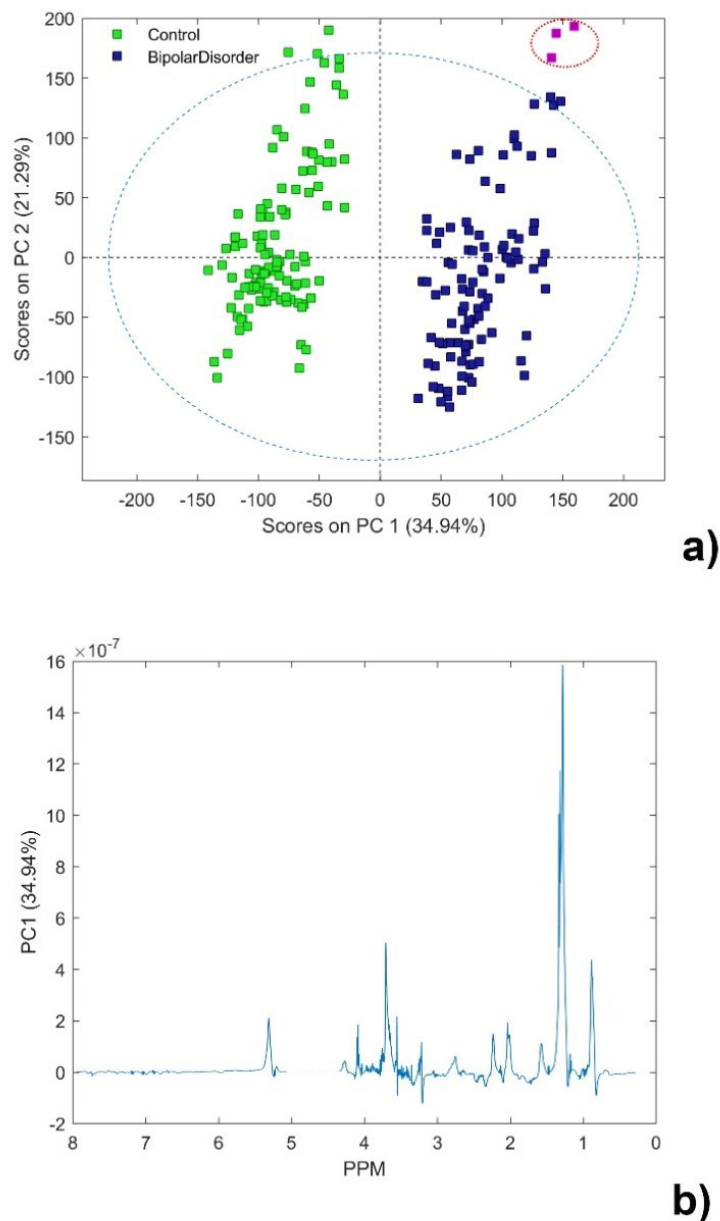 Control
BipolarDisorder
200
150
100
50
0
-50
-100
-150
Scores on PC 2 (21.29%)
-200 -150 -100 -50 0 50 100 150 200
Scores on PC 1 (34.94%)
a)
×10-7
16
14
12
10
8
6
4
2
0
-2
PC1 (34.94%)
8 7 6 5 4 3 2 1 0
PPM
b)